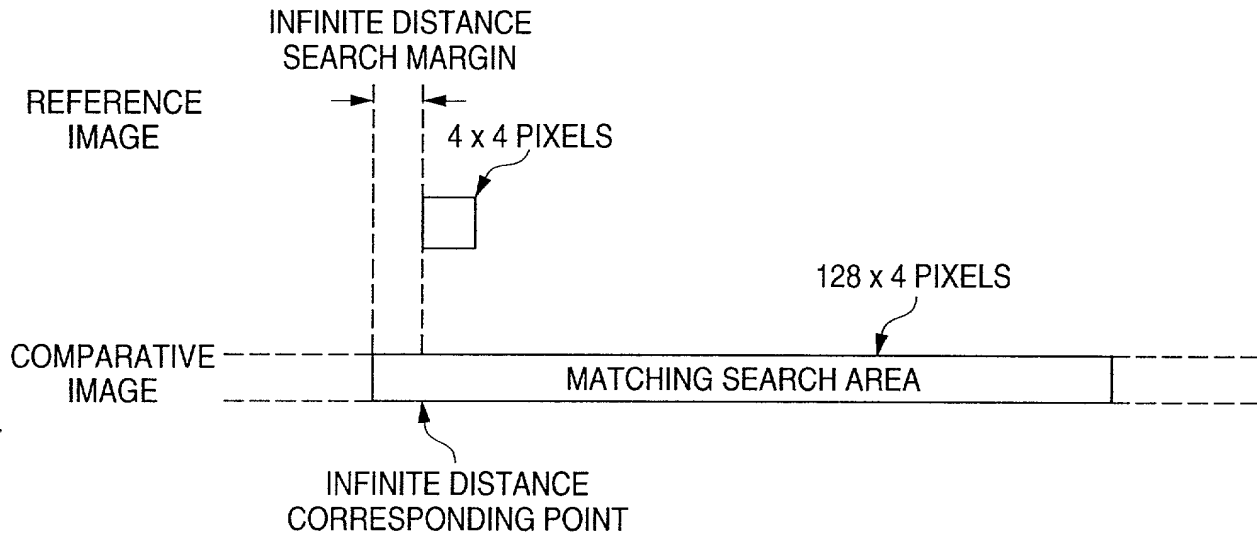 INFINITE DISTANCE
SEARCH MARGIN
REFERENCE
IMAGE
4 x 4 PIXELS
128 x 4 PIXELS
COMPARATIVE
IMAGE
MATCHING SEARCH AREA
INFINITE DISTANCE
CORRESPONDING POINT